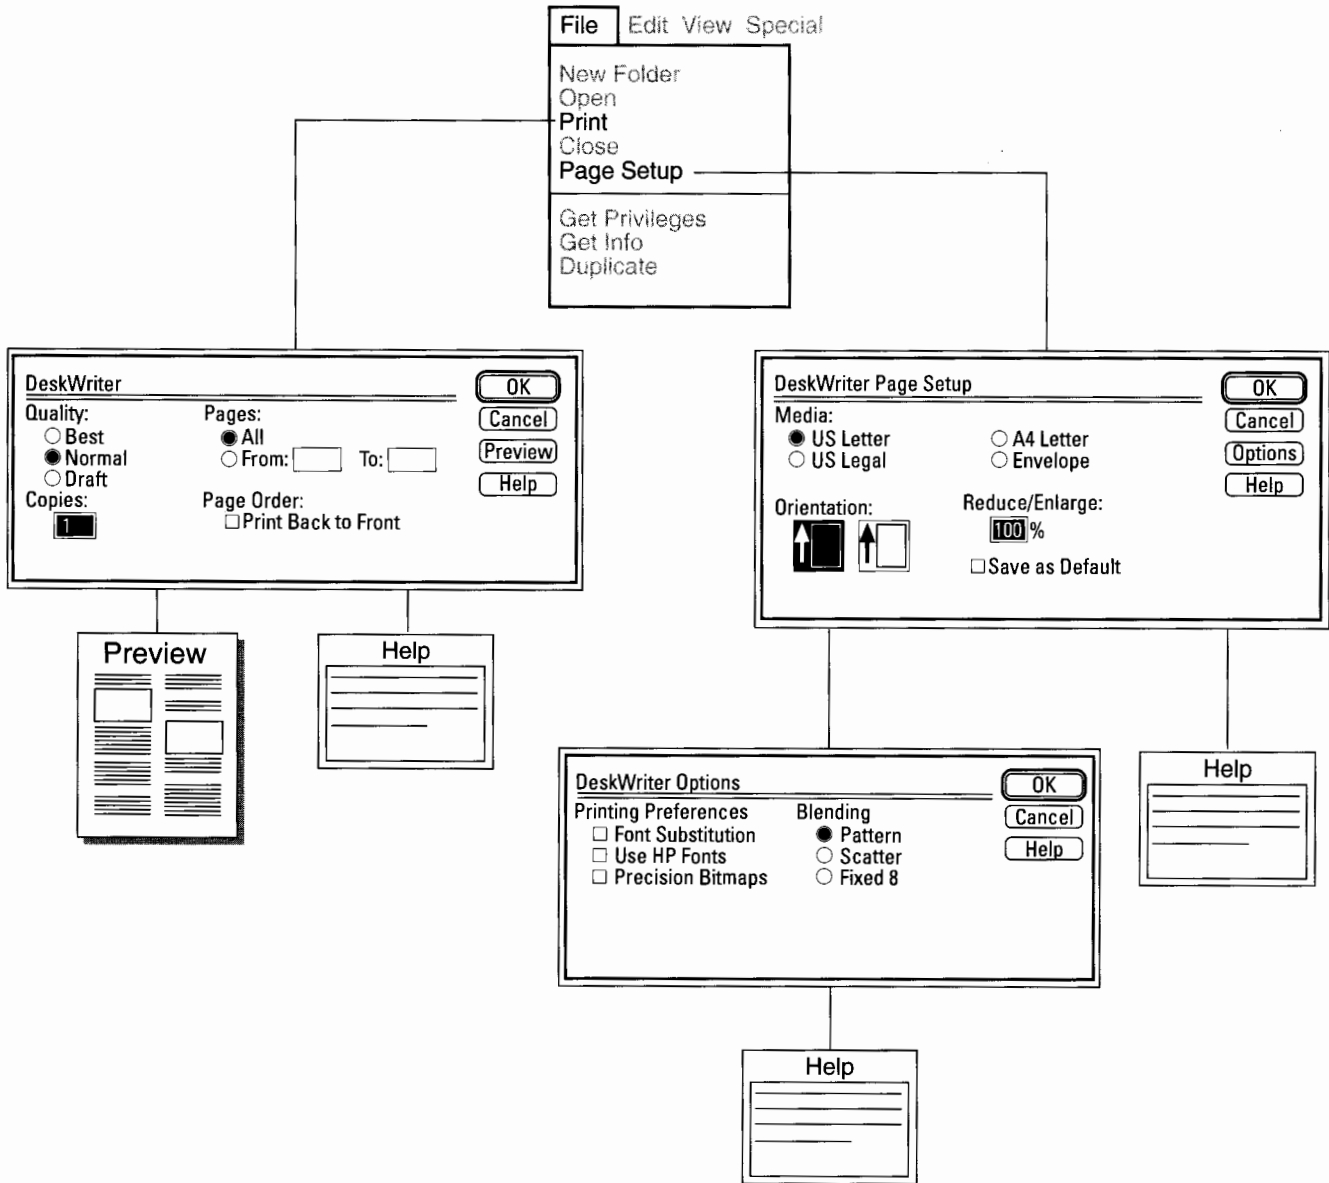 File Edit View Special
New Folder
Open
Print
Close
Page Setup
Get Privileges
Get Info
Duplicate
DeskWriter
OK
Quality:
Best
Normal
Draft
Pages:
All
From: To:
Cancel
Preview
Help
Copies:
1
Page Order:
Print Back to Front
Preview
Help
DeskWriter Page Setup
OK
Media:
US Letter
US Legal
A4 Letter
Envelope
Cancel
Options
Help
Orientation:
Reduce/Enlarge:
100 %
Save as Default
Help
DeskWriter Options
OK
Printing Preferences
Font Substitution
Use HP Fonts
Precision Bitmaps
Blending
Pattern
Scatter
Fixed 8
Cancel
Help
Help